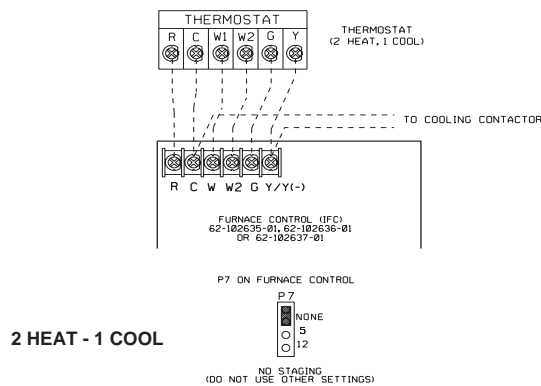 THERMOSTAT
R C W1 W2 G Y
THERMOSTAT
(2 HEAT, 1 COOL)
TO COOLING CONTACTOR
R C W W2 G Y/Y(-)
FURNACE CONTROL (IFC)
62-102635-01, 62-102636-01
OR 62-102637-01
P7 ON FURNACE CONTROL
P7
NONE
5
12
2 HEAT - 1 COOL
NO STAGING
(DO NOT USE OTHER SETTINGS)